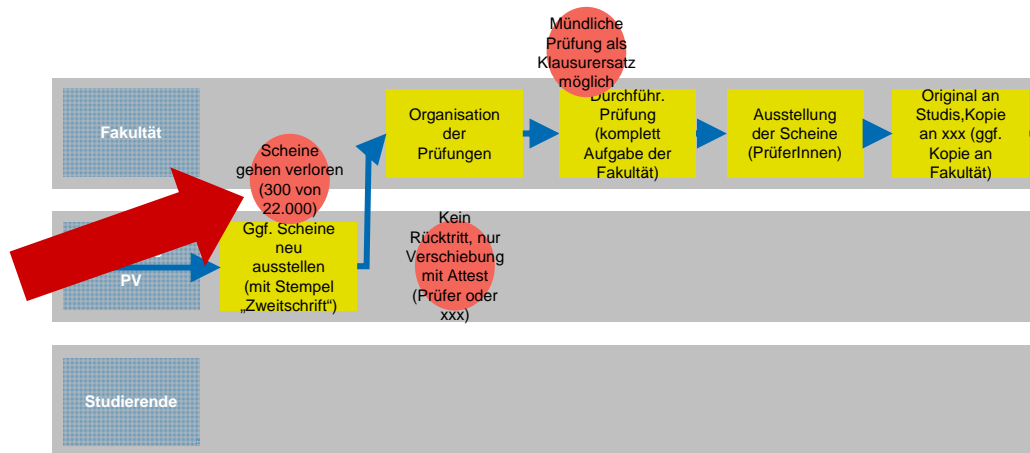 Mündliche
Prüfung als
Klausurersatz
möglich
Fakultät
Scheine
gehen verloren
(300 von
22.000)
Organisation
der
Prüfungen
Durchführ.
Prüfung
(komplett
Aufgabe der
Fakultät)
Ausstellung
der Scheine
(PrüferInnen)
Original an
Studis,Kopie
an xxx (ggf.
Kopie an
Fakultät)
PV
Ggf. Scheine
neu
ausstellen
(mit Stempel
„Zweitschrift“)
Kein
Rücktritt, nur
Verschiebung
mit Attest
(Prüfer oder
xxx)
Studierende